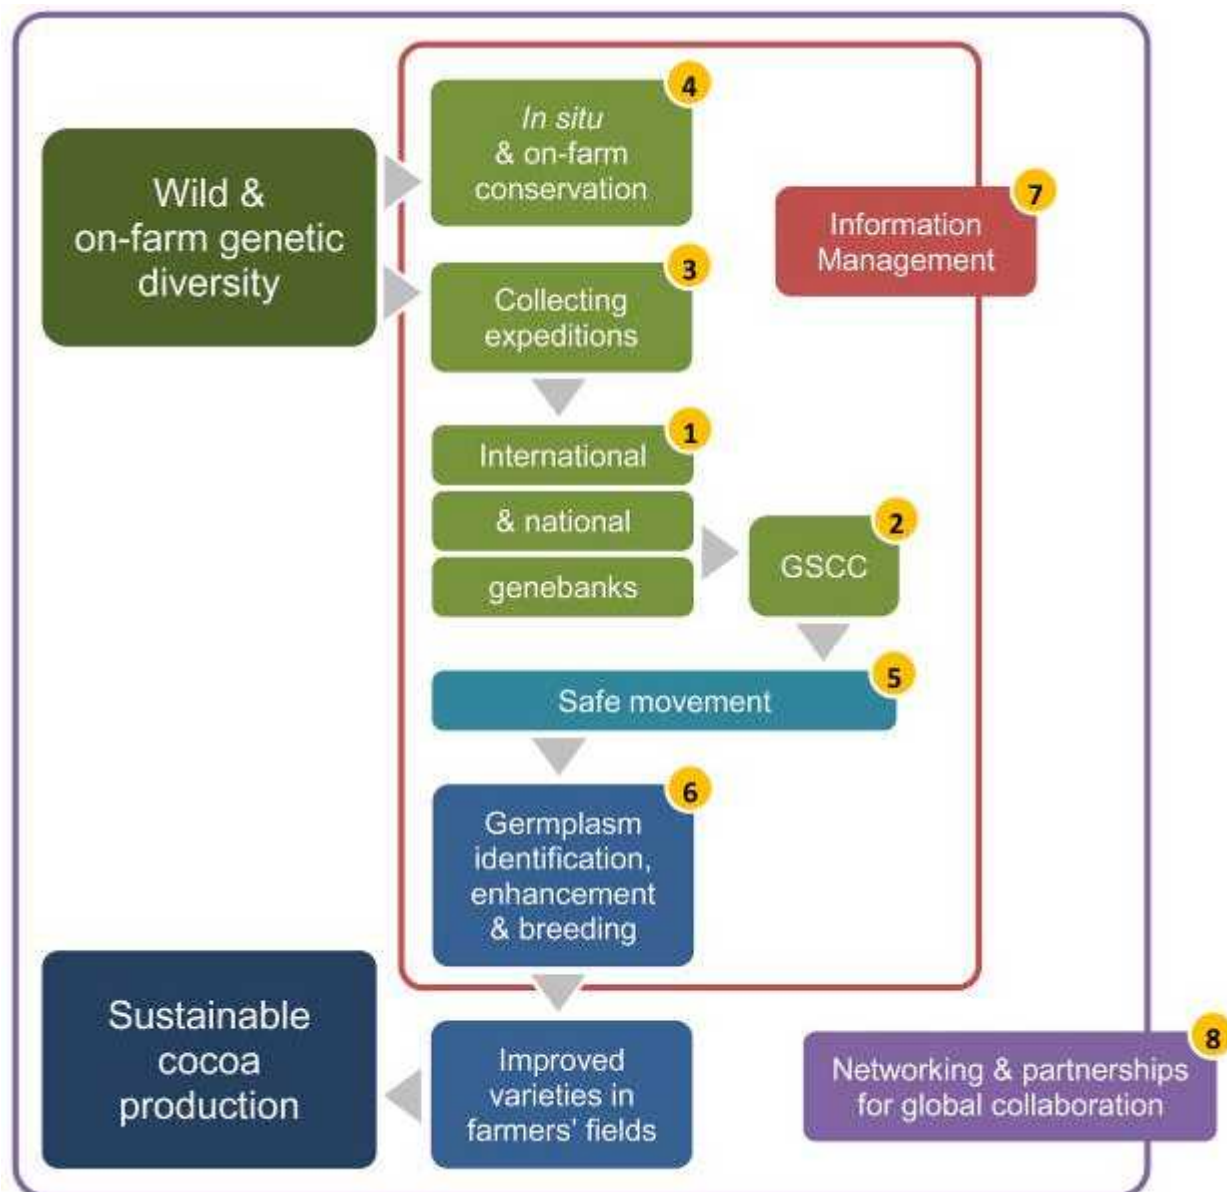 4
In situ
& on-farm
conservation
Wild &
on-farm genetic
diversity
7
Information
Management
3
Collecting
expeditions
1
International
& national
genebanks
2
GSCC
5
Safe movement
6
Germplasm
identification,
enhancement
& breeding
Sustainable
cocoa
production
Improved
varieties in
farmers' fields
8
Networking & partnerships
for global collaboration